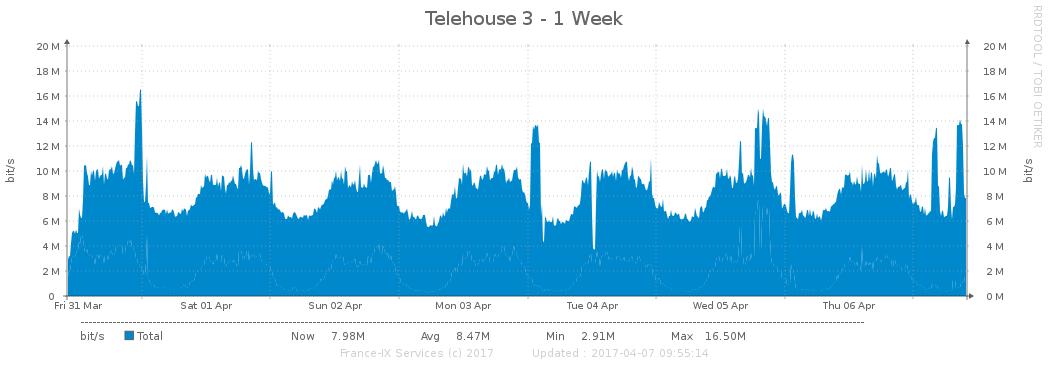 Telehouse 3 - 1 Week
RRDTOOL / TOBI OETIKER
20 M 20 M
18 M 18 M
16 M 16 M
14 M 14 M
12 M 12 M
10 M 10 M
8 M 8 M
6 M 6 M
4 M 4 M
2 M 2 M
0 0 M
bit/s bit/s
Fri 31 Mar Sat 01 Apr Sun 02 Apr Mon 03 Apr Tue 04 Apr Wed 05 Apr Thu 06 Apr
bit/s Total Now 7.98M Avg 8.47M Min 2.91M Max 16.50M
France-IX Services (c) 2017 Updated : 2017-04-07 09:55:14